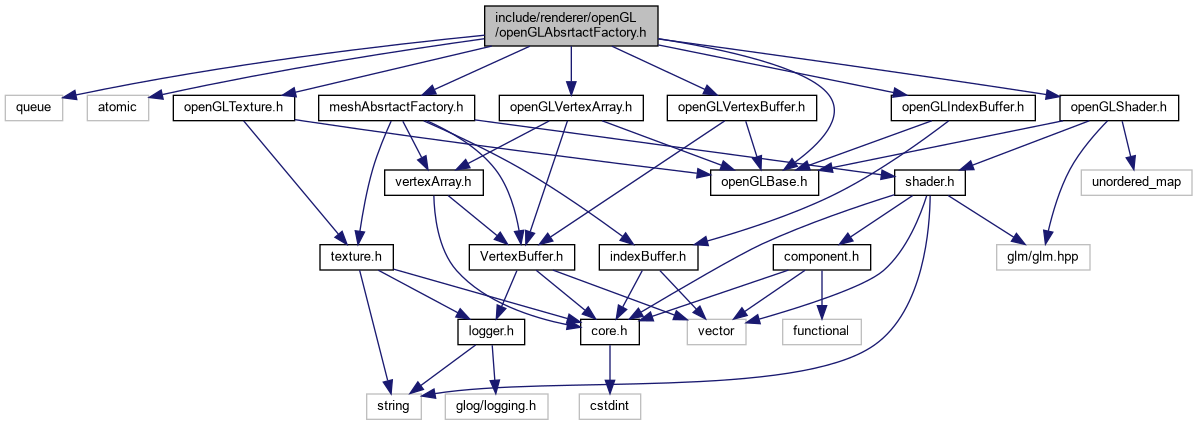 include/renderer/openGL
/openGLAbsrtactFactory.h
queue
atomic
openGLTexture.h
meshAbsrtactFactory.h
openGLVertexArray.h
openGLVertexBuffer.h
openGLIndexBuffer.h
openGLShader.h
vertexArray.h
openGLBase.h
shader.h
unordered_map
texture.h
VertexBuffer.h
indexBuffer.h
component.h
glm/glm.hpp
logger.h
core.h
vector
functional
string
glog/logging.h
cstdint